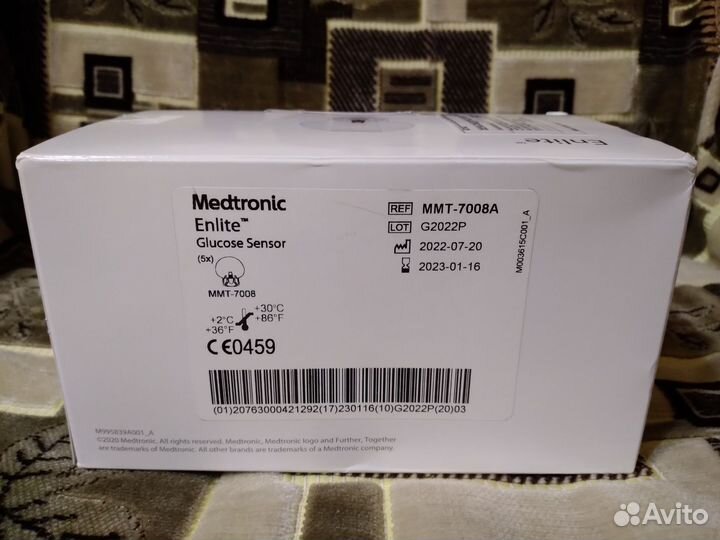 Enlite™
Medtronic
Enlite™
Glucose Sensor
(5x)
MMT-7008
+30°C
+86°F
+2°C
+36°F
CE0459
REF MMT-7008A
LOT G2022P
2022-07-20
2023-01-16
M003615C001_A
(01)20763000421292(17)230116(10)G2022P(20)03
M995839A001_A
©2020 Medtronic. All rights reserved. Medtronic, Medtronic logo and Further, Together
are trademarks of Medtronic. All other brands are trademarks of a Medtronic company.
Avito